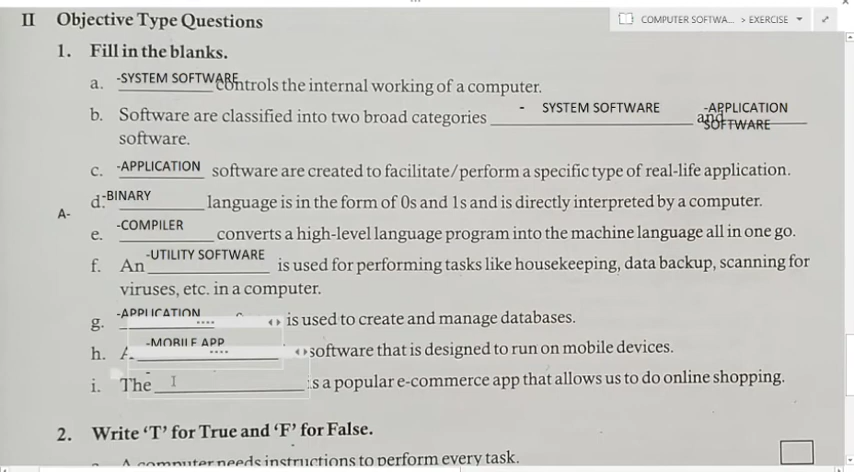 II Objective Type Questions
COMPUTER SOFTWA... > EXERCISE
1. Fill in the blanks.
a. -SYSTEM SOFTWARE controls the internal working of a computer.
b. Software are classified into two broad categories - SYSTEM SOFTWARE and -APPLICATION SOFTWARE
software.
c. -APPLICATION software are created to facilitate/perform a specific type of real-life application.
d. -BINARY language is in the form of 0s and 1s and is directly interpreted by a computer.
A-
e. -COMPILER converts a high-level language program into the machine language all in one go.
f. An -UTILITY SOFTWARE is used for performing tasks like housekeeping, data backup, scanning for
viruses, etc. in a computer.
g. -APPLICATION is used to create and manage databases.
h. A -MOBILE APP software that is designed to run on mobile devices.
i. The is a popular e-commerce app that allows us to do online shopping.
2. Write ‘T’ for True and ‘F’ for False.
A computer needs instructions to perform every task.